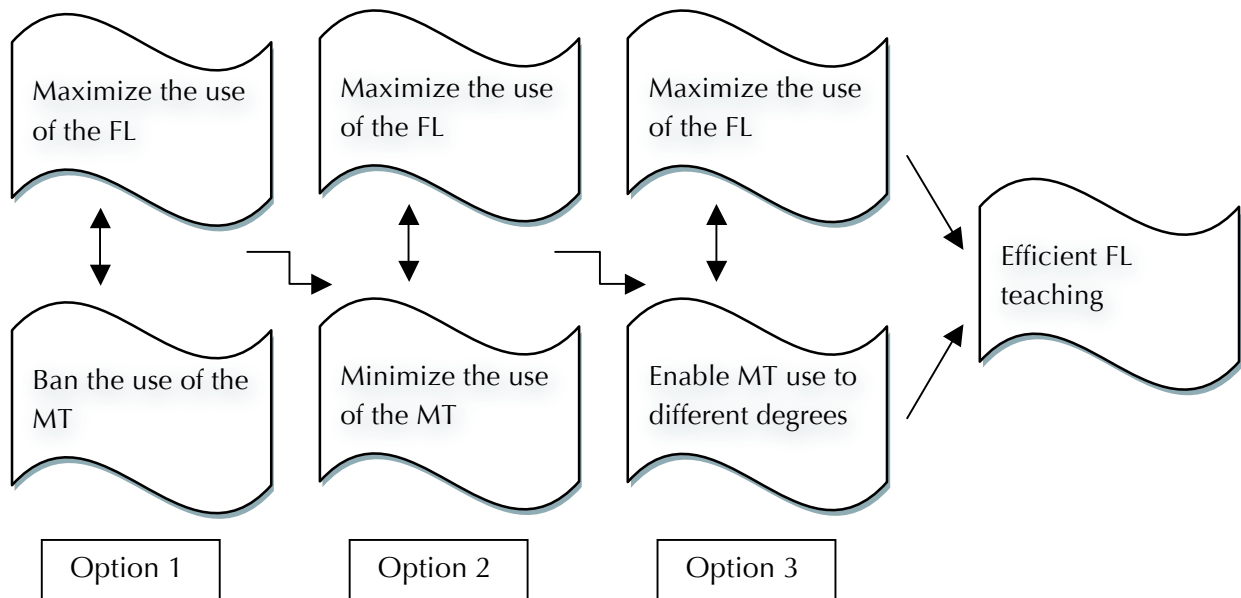 Maximize the use
of the FL
Maximize the use
of the FL
Maximize the use
of the FL
Efficient FL
teaching
Ban the use of the
MT
Minimize the use
of the MT
Enable MT use to
different degrees
Option 1
Option 2
Option 3